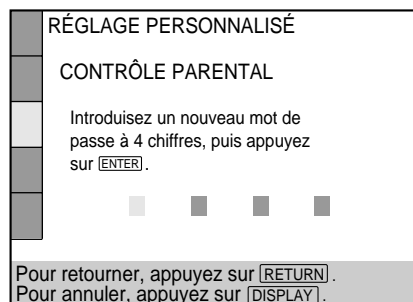 RÉGLAGE PERSONNALISÉ
CONTRÔLE PARENTAL
Introduisez un nouveau mot de
passe à 4 chiffres, puis appuyez
sur ENTER.
Pour retourner, appuyez sur RETURN.
Pour annuler, appuyez sur DISPLAY.